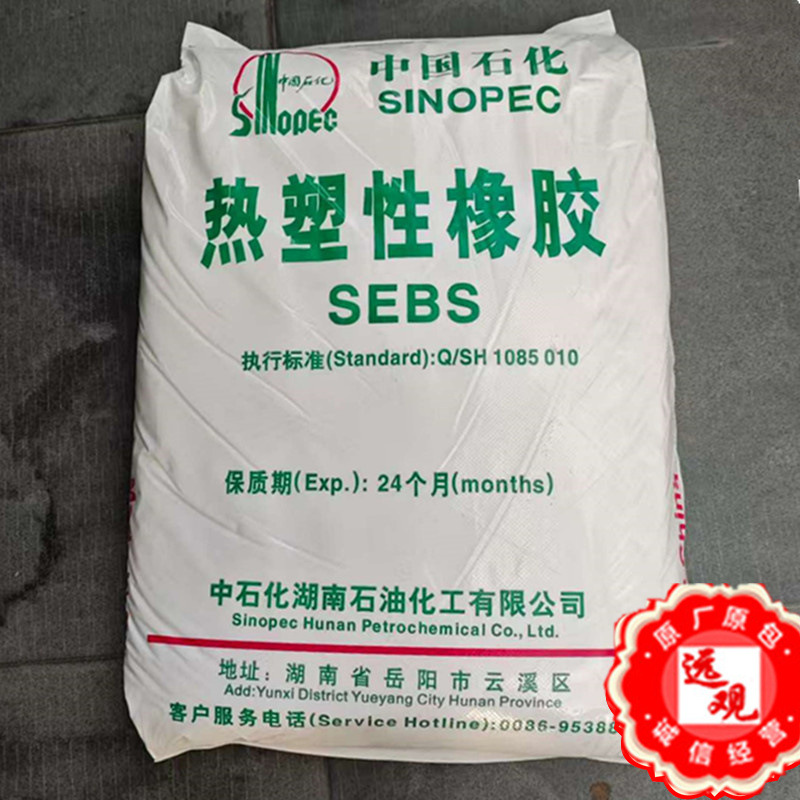 中国石化
SINOPEC
中国石化
SINOPEC
热塑性橡胶
SEBS
执行标准(Standard):Q/SH 1085 010
保质期(Exp.): 24个月(months)
中石化湖南石油化工有限公司
Sinopec Hunan Petrochemical Co., Ltd.
地址: 湖南省岳阳市云溪区
Add:Yunxi District Yueyang City Hunan Province
客户服务电话(Service Hotline):0086-95388
原厂原包
远观
诚信经营